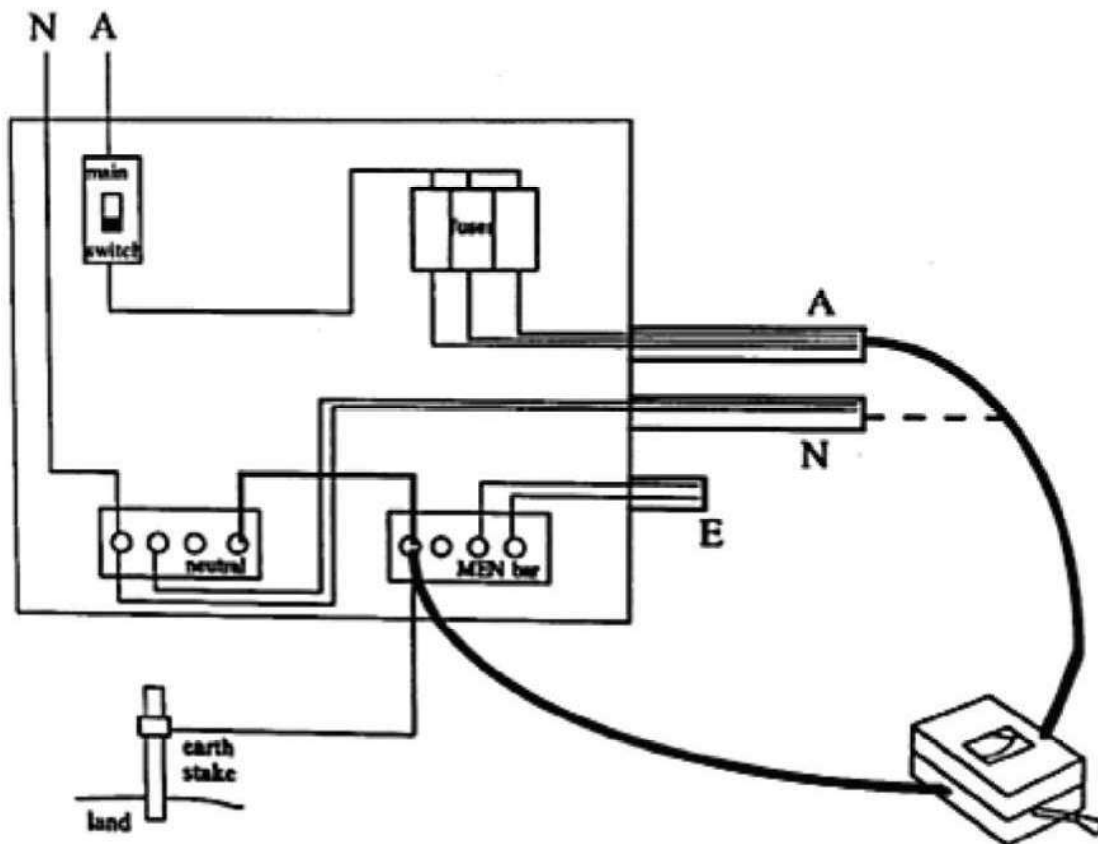 N A
main
switch
fuses
A
N
E
neutral
MEN bar
earth
stake
land